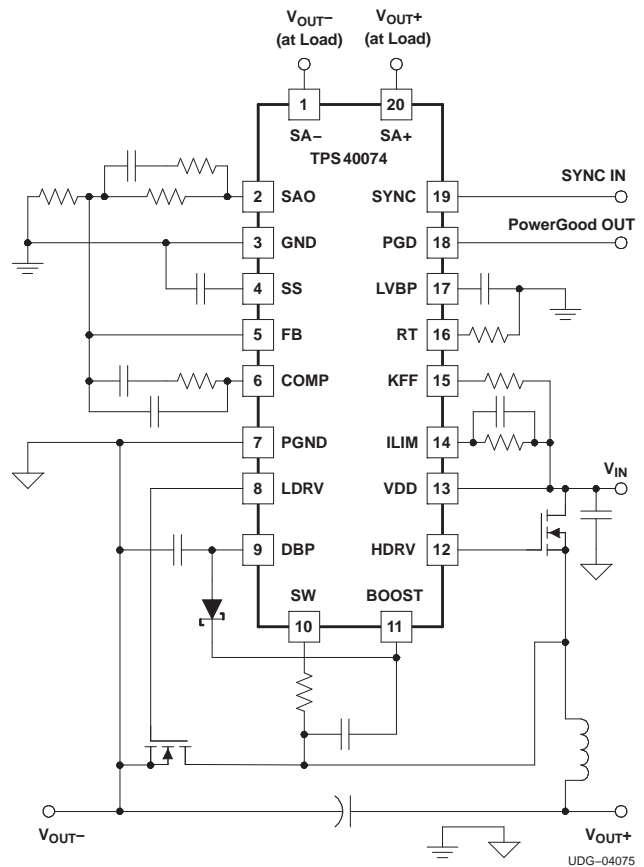 VOUT− VOUT+
(at Load) (at Load)
1 20
SA− SA+
TPS40074
2 SAO SYNC 19 SYNC IN
3 GND PGD 18 PowerGood OUT
4 SS LVBP 17
5 FB RT 16
6 COMP KFF 15
7 PGND ILIM 14
8 LDRV VDD 13 VIN
9 DBP HDRV 12
SW BOOST
10 11
VOUT− VOUT+
UDG−04075